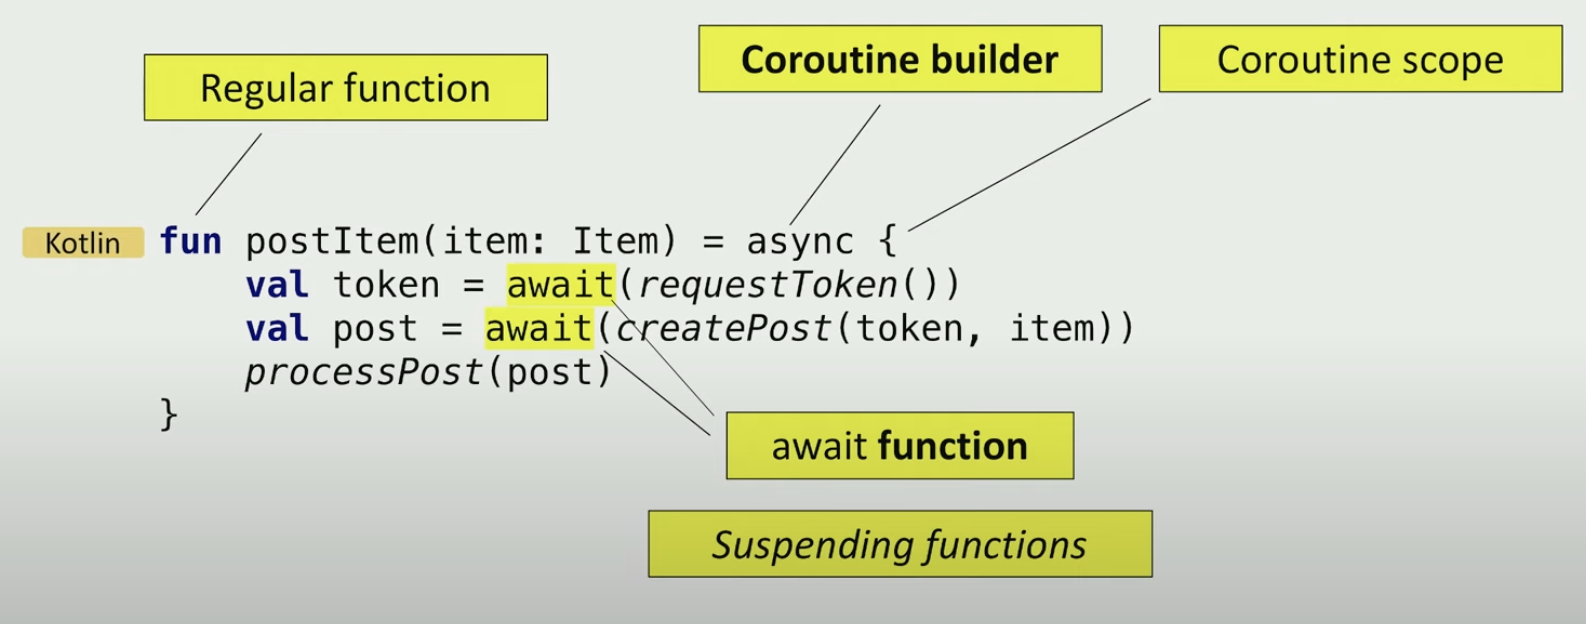 Regular function
Coroutine builder
Coroutine scope
Kotlin
fun postItem(item: Item) = async {
val token = await(requestToken())
val post = await(createPost(token, item))
processPost(post)
}
await function
Suspending functions